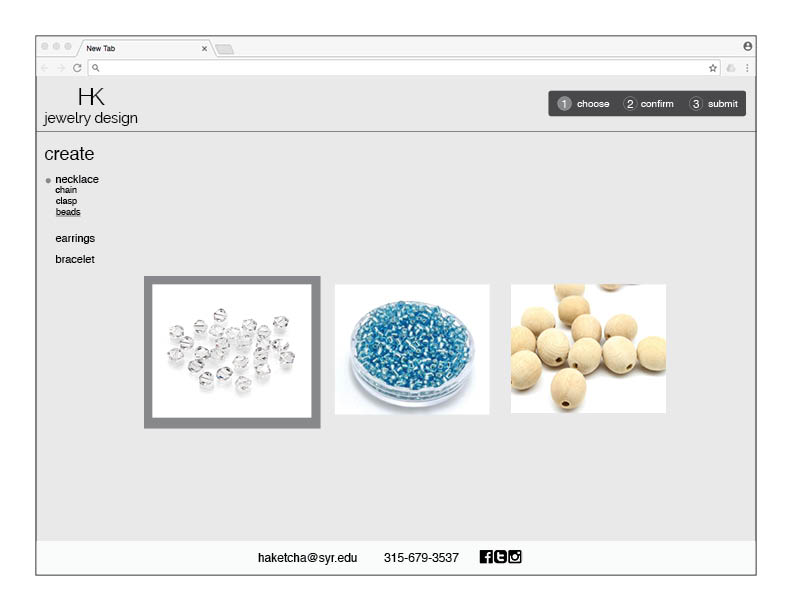 New Tab
HK
jewelry design
1 choose 2 confirm 3 submit
create
necklace
chain
clasp
beads
earrings
bracelet
haketcha@syr.edu 315-679-3537